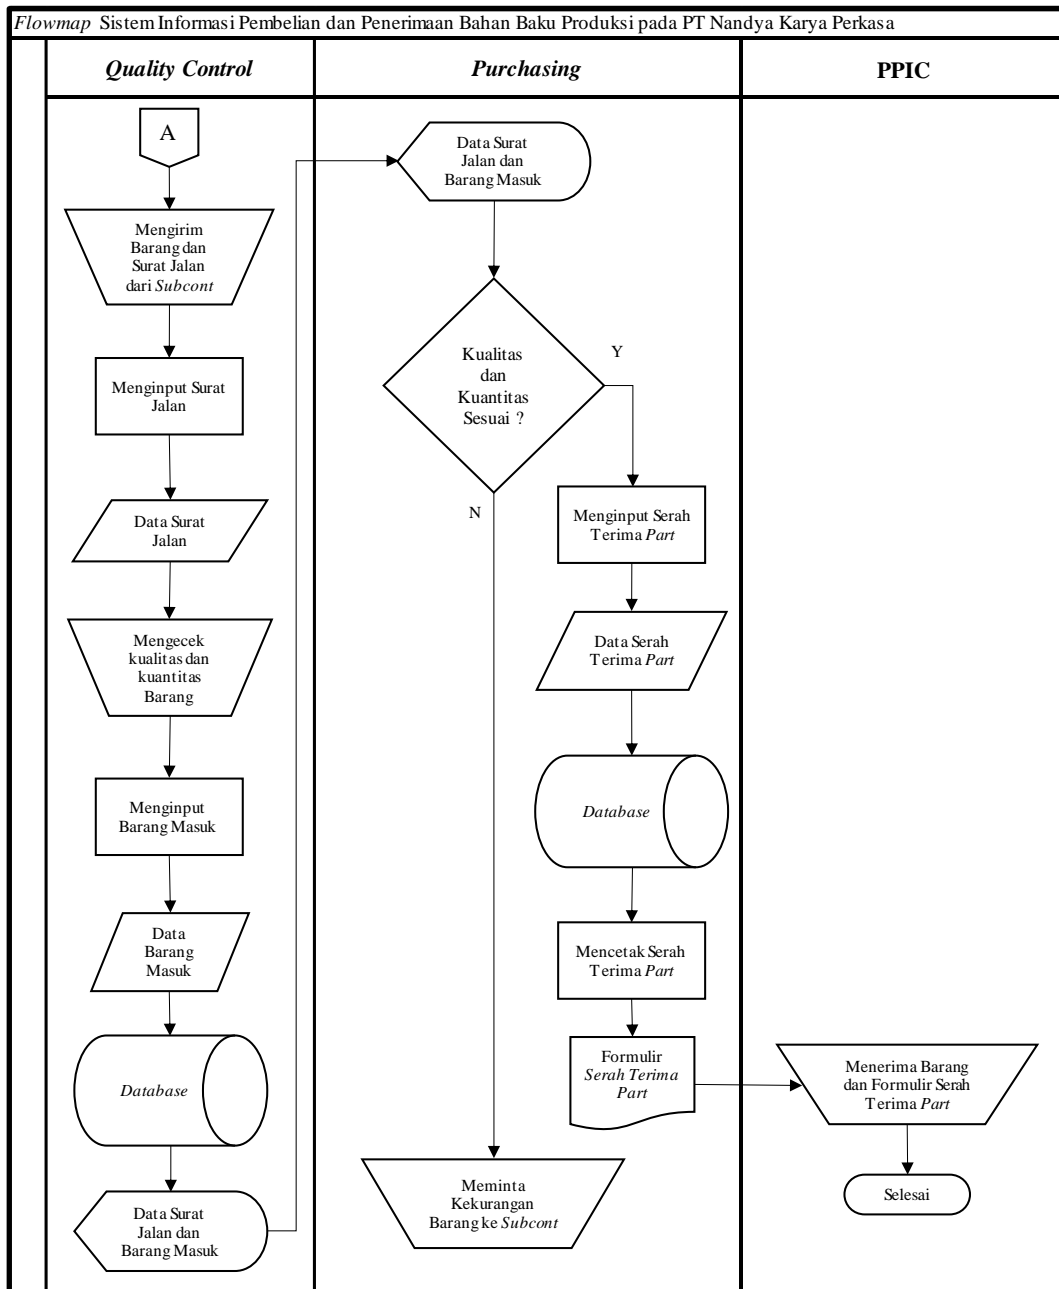 Flowmap Sistem Informasi Pembelian dan Penerimaan Bahan Baku Produksi pada PT Nandya Karya Perkasa
Quality Control
Purchasing
PPIC
A
Mengirim
Barang dan
Surat Jalan
dari Subcont
Menginput Surat
Jalan
Data Surat
Jalan
Mengecek
kualitas dan
kuantitas
Barang
Menginput
Barang Masuk
Data
Barang
Masuk
Database
Data Surat
Jalan dan
Barang Masuk
Data Surat
Jalan dan
Barang Masuk
Kualitas
dan
Kuantitas
Sesuai ?
Y
N
Menginput Serah
Terima Part
Data Serah
Terima Part
Database
Mencetak Serah
Terima Part
Formulir
Serah Terima
Part
Meminta
Kekurangan
Barang ke Subcont
Menerima Barang
dan Formulir Serah
Terima Part
Selesai